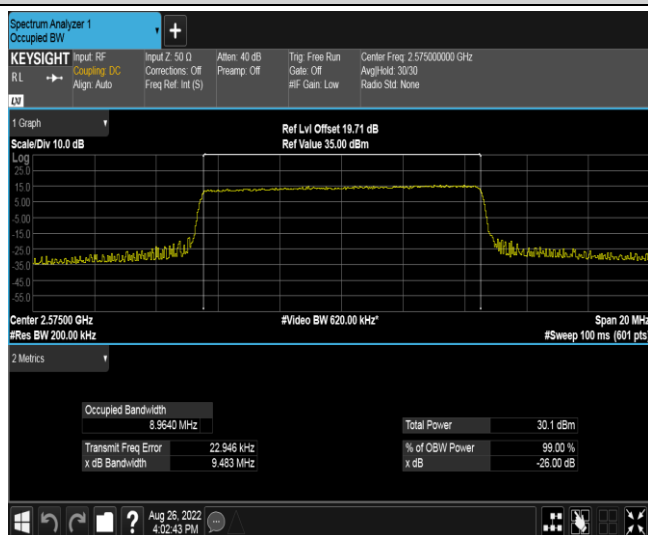 Spectrum Analyzer 1
Occupied BW
+
KEYSIGHT Input: RF Input Z: 50 Ω Atten: 40 dB Trig: Free Run Center Freq: 2.575000000 GHz
RL Coupling: DC Corrections: Off Preamp: Off Gate: Off Avg|Hold: 30/30
Align: Auto Freq Ref: Int (S) #IF Gain: Low Radio Std: None
LXI
1 Graph
Ref Lvl Offset 19.71 dB
Scale/Div 10.0 dB Ref Value 35.00 dBm
Log
25.0
15.0
5.00
-5.00
-15.0
-25.0
-35.0
-45.0
-55.0
Center 2.57500 GHz #Video BW 620.00 kHz* Span 20 MHz
#Res BW 200.00 kHz #Sweep 100 ms (601 pts)
2 Metrics
Occupied Bandwidth
8.9640 MHz Total Power 30.1 dBm
Transmit Freq Error 22.946 kHz % of OBW Power 99.00 %
x dB Bandwidth 9.483 MHz x dB -26.00 dB
? Aug 26, 2022
4:02:43 PM